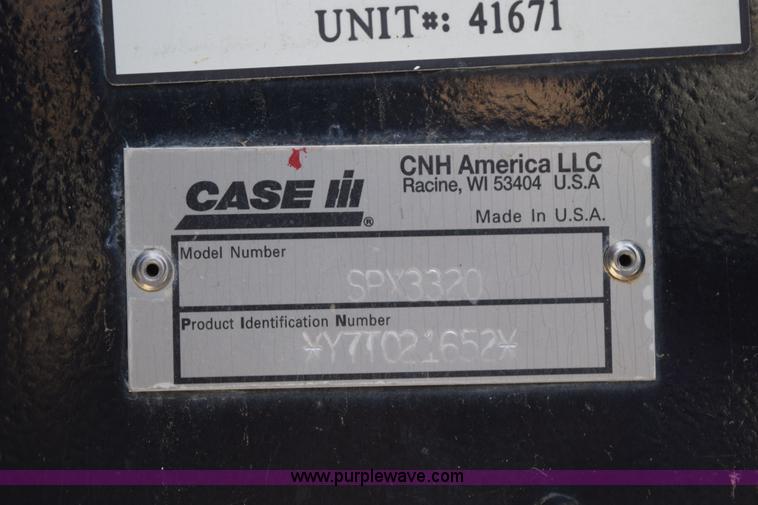 UNIT#: 41671
CASE IH ®
CNH America LLC
Racine, WI 53404 U.S.A
Made In U.S.A.
Model Number
SPX3320
Product Identification Number
*Y7T021652*
www.purplewave.com